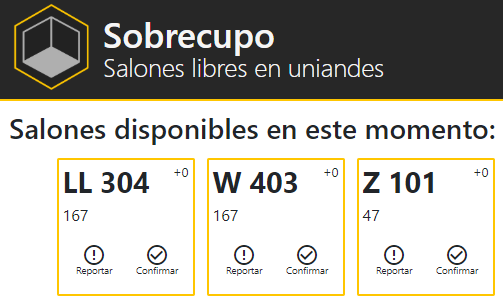 Sobrecupo
Salones libres en uniandes
Salones disponibles en este momento:
LL 304 +0
167
Reportar Confirmar
W 403 +0
167
Reportar Confirmar
Z 101 +0
47
Reportar Confirmar